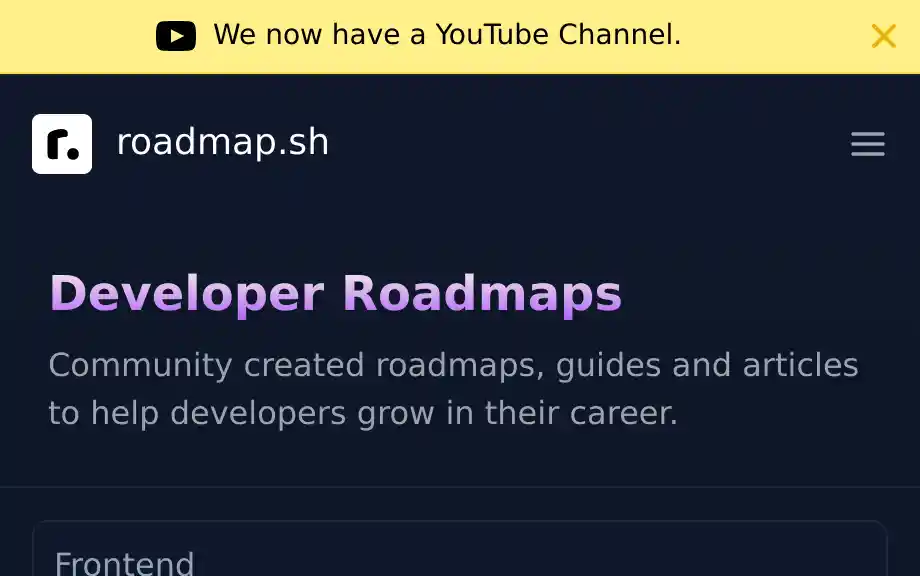 We now have a YouTube Channel.
roadmap.sh
Developer Roadmaps
Community created roadmaps, guides and articles
to help developers grow in their career.
Frontend